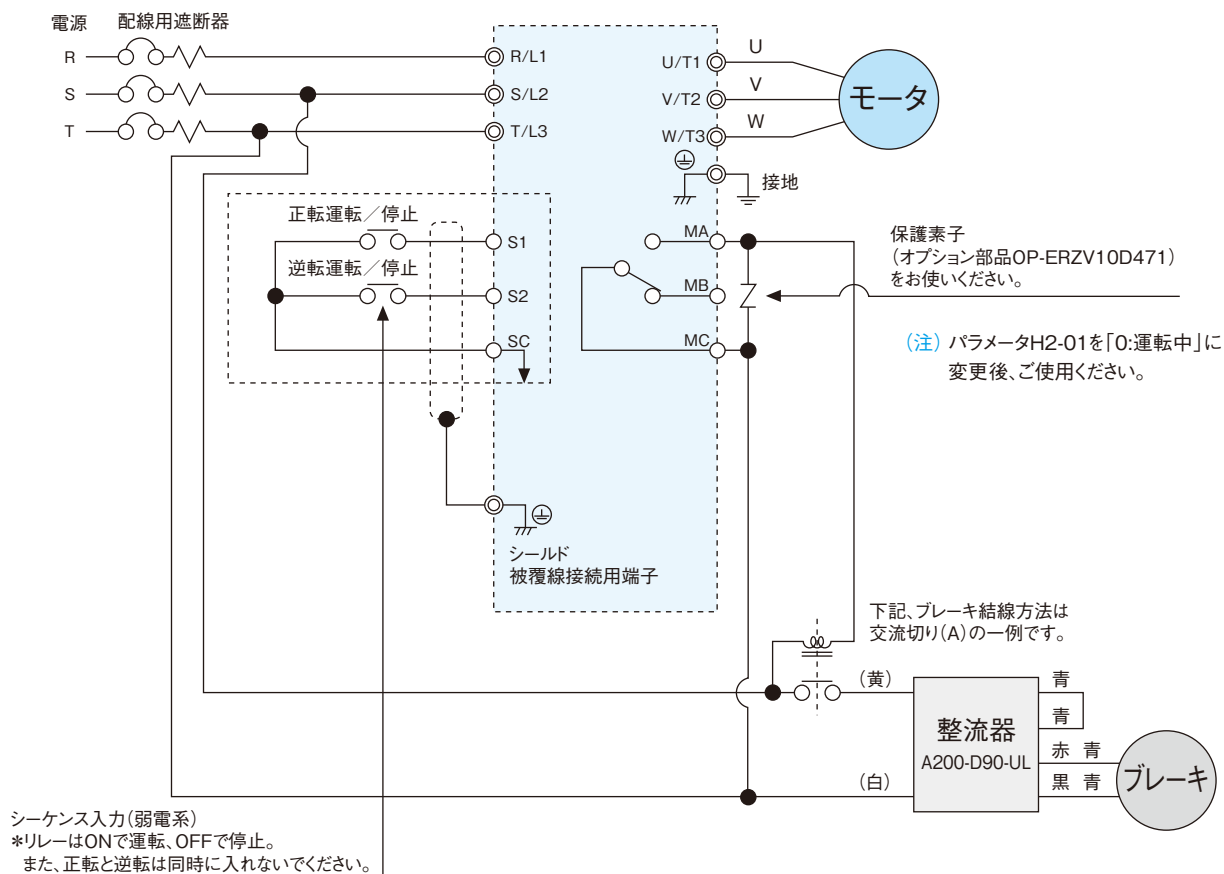 電源
配線用遮断器
R
S
T
R/L1
S/L2
T/L3
U/T1
V/T2
W/T3
U
V
W
モータ
接地
正転運転／停止
逆転運転／停止
S1
S2
SC
MA
MB
MC
保護素子
（オプション部品OP-ERZV10D471）
をお使いください。
（注）パラメータH2-01を「0:運転中」に
変更後、ご使用ください。
シールド
被覆線接続用端子
下記、ブレーキ結線方法は
交流切り（A）の一例です。
（黄）
（白）
整流器
A200-D90-UL
青
青
赤 青
黒 青
ブレーキ
シーケンス入力（弱電系）
＊リレーはONで運転、OFFで停止。
また、正転と逆転は同時に入れないでください。